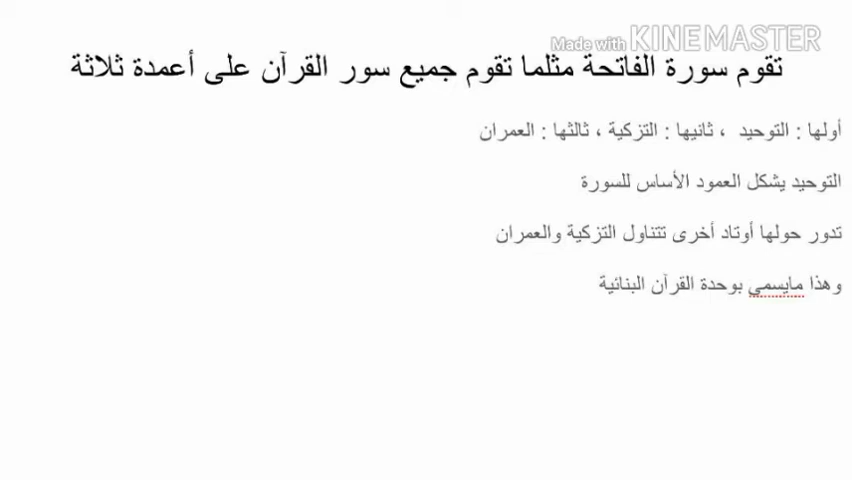 Made with KINEMASTER
تقوم سورة الفاتحة مثلما تقوم جميع سور القرآن على أعمدة ثلاثة
أولها : التوحيد ، ثانيها : التزكية ، ثالثها : العمران
التوحيد يشكل العمود الأساس للسورة
تدور حولها أوتاد أخرى تتناول التزكية والعمران
وهذا مايسمي بوحدة القرآن البنائية